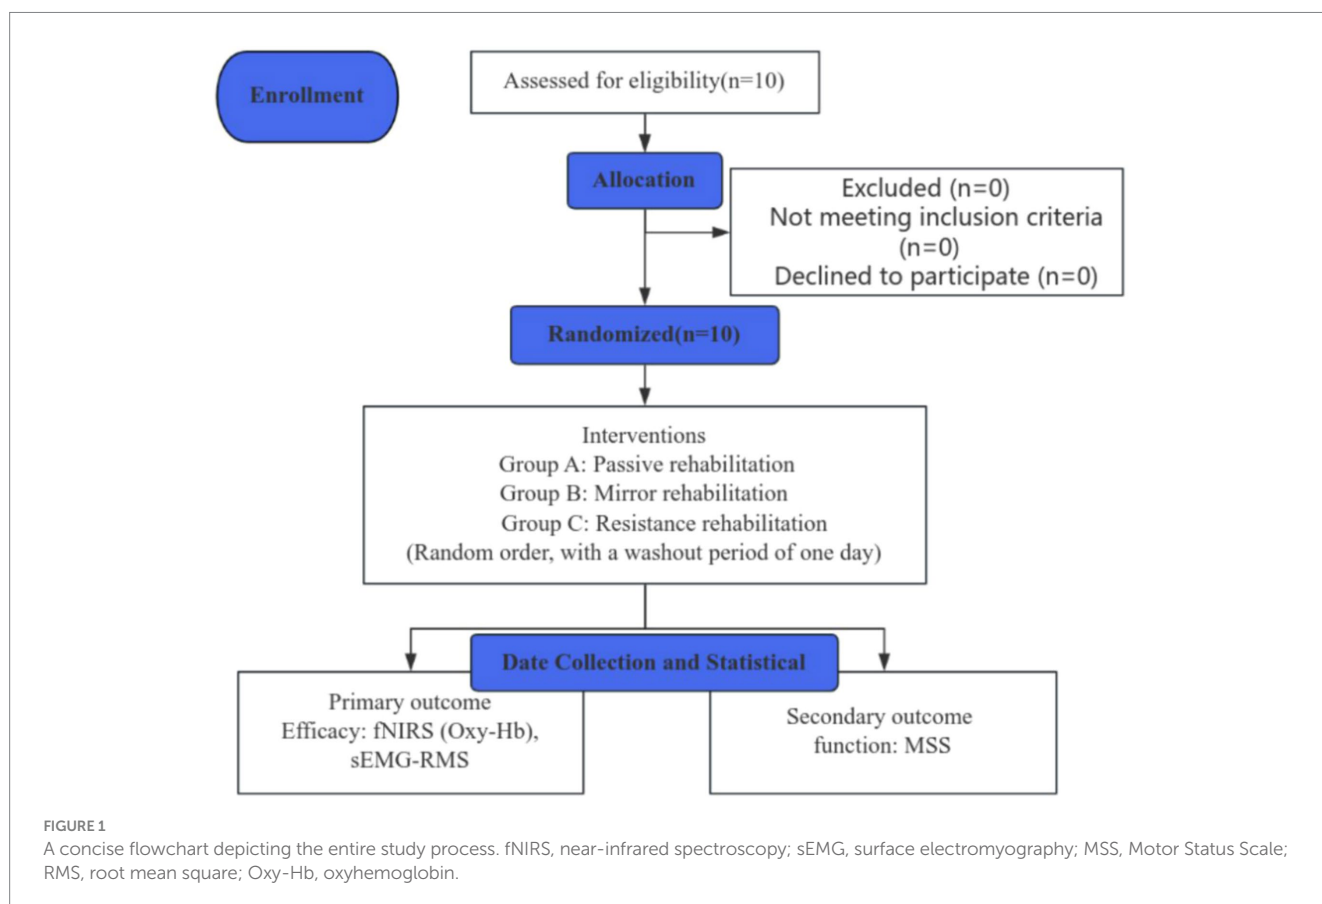 Enrollment
Assessed for eligibility(n=10)
Allocation
Excluded (n=0)
Not meeting inclusion criteria
(n=0)
Declined to participate (n=0)
Randomized(n=10)
Interventions
Group A: Passive rehabilitation
Group B: Mirror rehabilitation
Group C: Resistance rehabilitation
(Random order, with a washout period of one day)
Date Collection and Statistical
Primary outcome
Efficacy: fNIRS (Oxy-Hb),
sEMG-RMS
Secondary outcome
function: MSS
FIGURE 1
A concise flowchart depicting the entire study process. fNIRS, near-infrared spectroscopy; sEMG, surface electromyography; MSS, Motor Status Scale;
RMS, root mean square; Oxy-Hb, oxyhemoglobin.